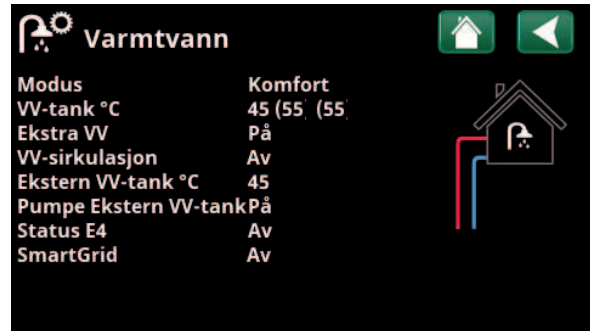 Varmtvann
Modus Komfort
VV-tank °C 45 (55 (55
Ekstra VV På
VV-sirkulasjon Av
Ekstern VV-tank °C 45
Pumpe Ekstern VV-tank På
Status E4 Av
SmartGrid Av